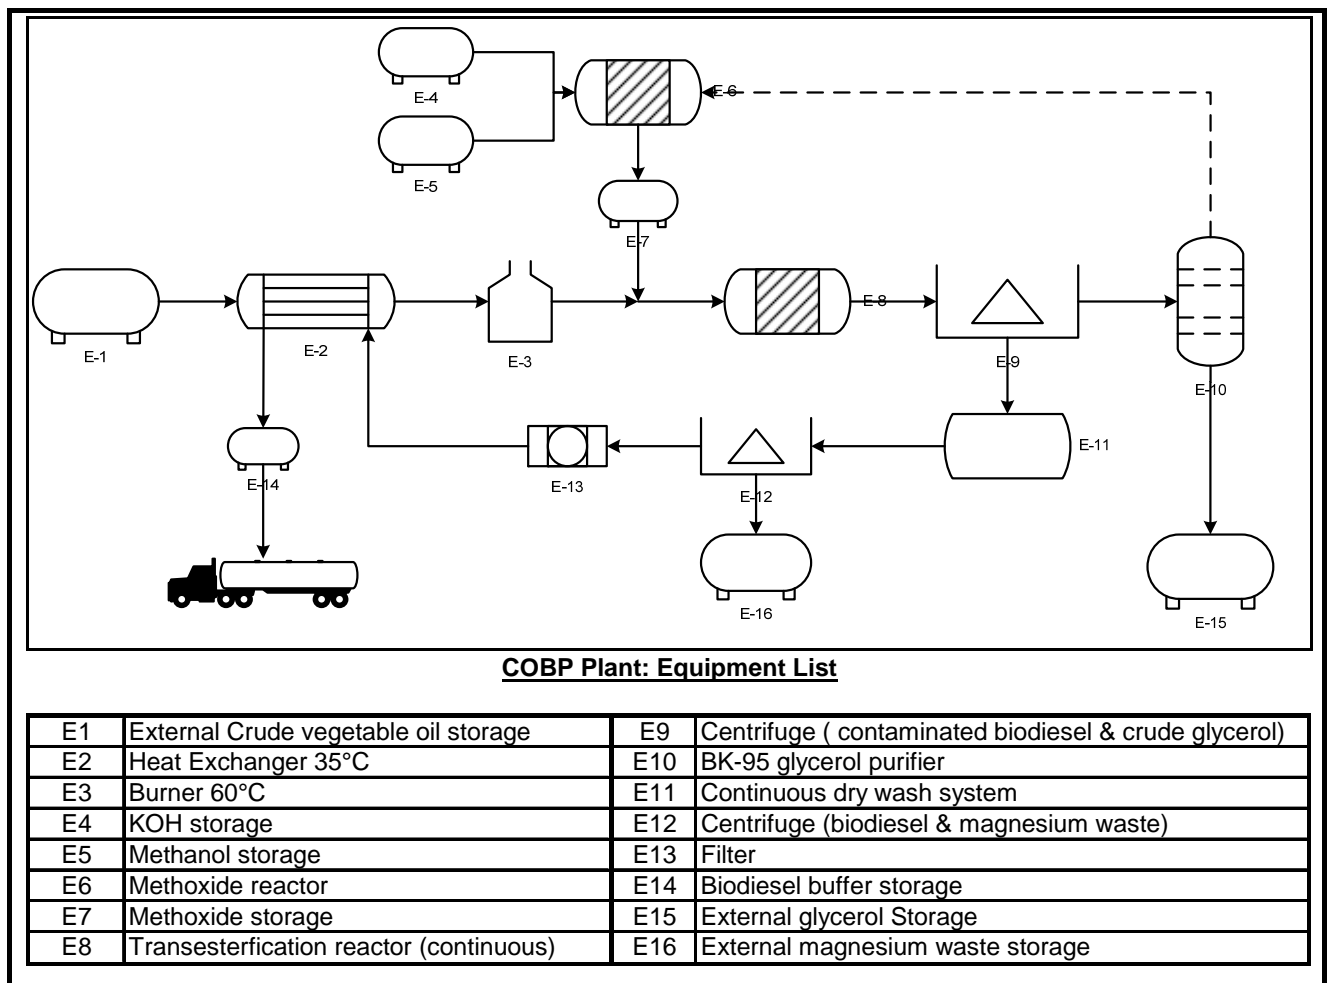 E-4
E-6
E-5
E-7
E-1
E-2
E-3
E-8
E-9
E-10
E-11
E-14
E-13
E-12
E-16
E-15
COBP Plant: Equipment List
E1 External Crude vegetable oil storage E9 Centrifuge ( contaminated biodiesel & crude glycerol)
E2 Heat Exchanger 35°C E10 BK-95 glycerol purifier
E3 Burner 60°C E11 Continuous dry wash system
E4 KOH storage E12 Centrifuge (biodiesel & magnesium waste)
E5 Methanol storage E13 Filter
E6 Methoxide reactor E14 Biodiesel buffer storage
E7 Methoxide storage E15 External glycerol Storage
E8 Transesterfication reactor (continuous) E16 External magnesium waste storage